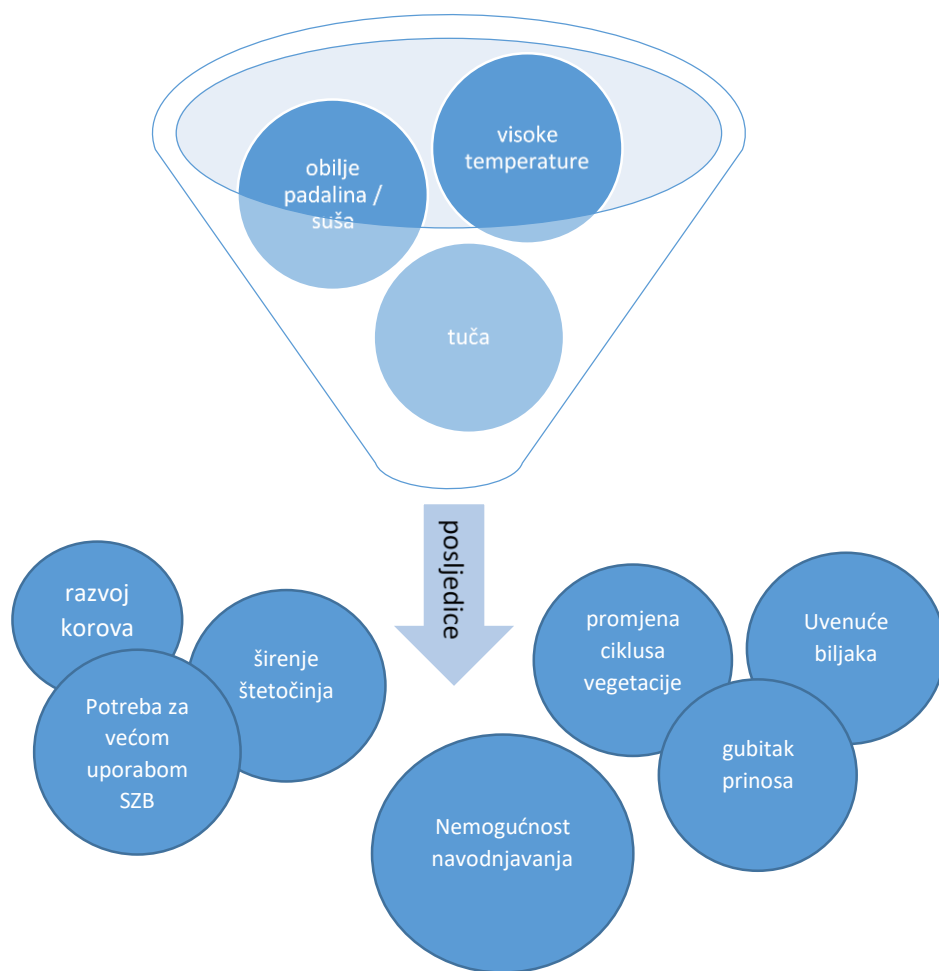 visoke
temperature
obilje
padalina /
suša
tuča
posljedice
razvoj
korova
širenje
štetočinja
Potreba za
većom
uporabom
SZB
promjena
ciklusa
vegetacije
Uvenuće
biljaka
gubitak
prinosa
Nemogućnost
navodnjavanja